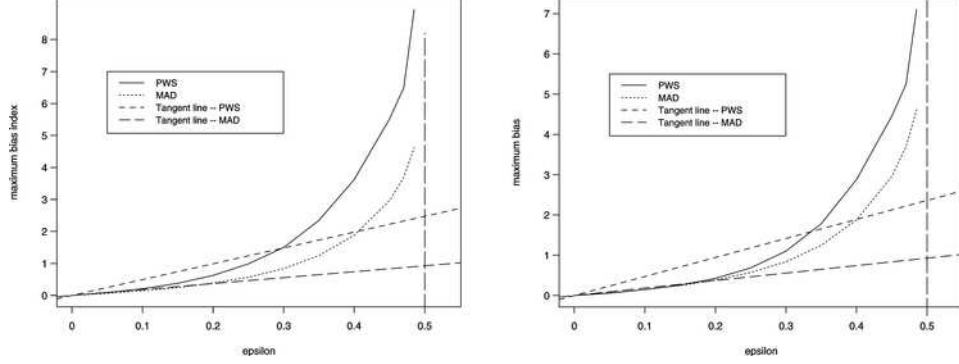 maximum bias index
8
7
6
5
4
3
2
1
0
PWS
MAD
Tangent line -- PWS
Tangent line -- MAD
0 0.1 0.2 0.3 0.4 0.5
epsilon
maximum bias
7
6
5
4
3
2
1
0
PWS
MAD
Tangent line -- PWS
Tangent line -- MAD
0 0.1 0.2 0.3 0.4 0.5
epsilon